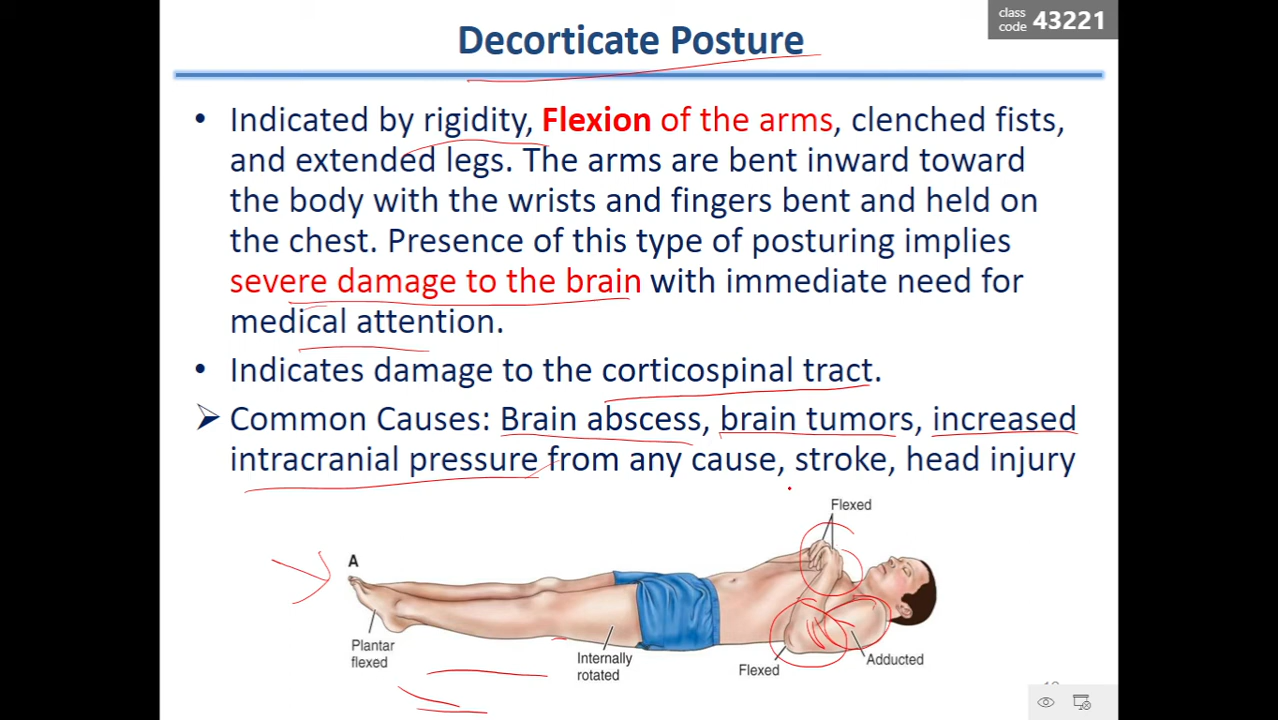 class
code 43221
Decorticate Posture
• Indicated by rigidity, Flexion of the arms, clenched fists,
and extended legs. The arms are bent inward toward
the body with the wrists and fingers bent and held on
the chest. Presence of this type of posturing implies
severe damage to the brain with immediate need for
medical attention.
• Indicates damage to the corticospinal tract.
➢ Common Causes: Brain abscess, brain tumors, increased
intracranial pressure from any cause, stroke, head injury
Flexed
A
Plantar
flexed
Internally
rotated
Flexed
Adducted